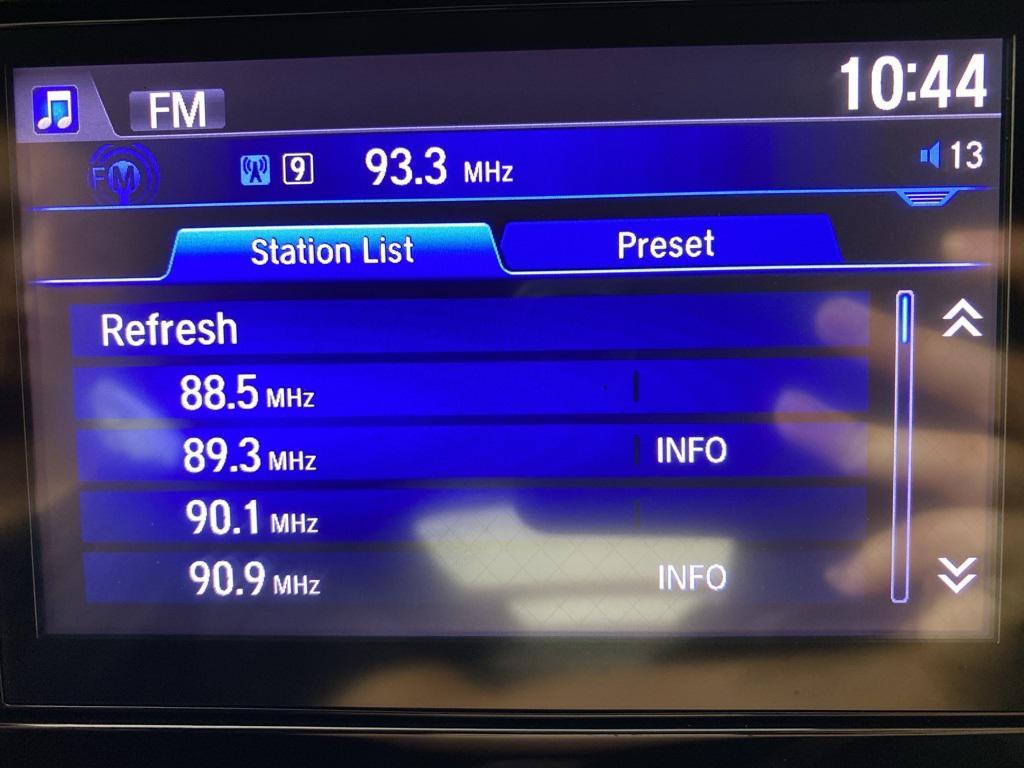 FM
10:44
FM
9
93.3 MHz
13
Station List
Preset
Refresh
88.5 MHz
89.3 MHz INFO
90.1 MHz
90.9 MHz INFO